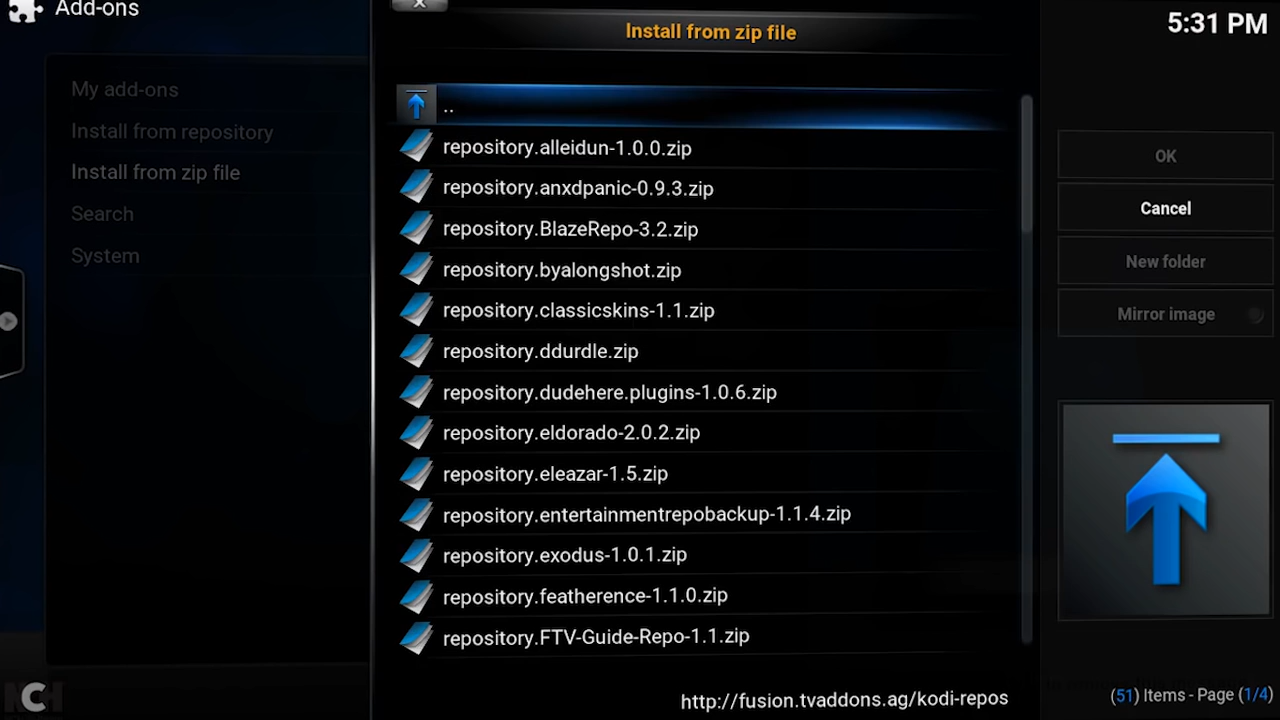 Add-ons
Install from zip file
5:31 PM
My add-ons
Install from repository
Install from zip file
Search
System
..
repository.alleidun-1.0.0.zip
repository.anxdpanic-0.9.3.zip
repository.BlazeRepo-3.2.zip
repository.byalongshot.zip
repository.classicskins-1.1.zip
repository.ddurdle.zip
repository.dudehere.plugins-1.0.6.zip
repository.eldorado-2.0.2.zip
repository.eleazar-1.5.zip
repository.entertainmentrepobackup-1.1.4.zip
repository.exodus-1.0.1.zip
repository.featherence-1.1.0.zip
repository.FTV-Guide-Repo-1.1.zip
OK
Cancel
New folder
Mirror image
http://fusion.tvaddons.ag/kodi-repos
(51) Items - Page (1/4)
NCH